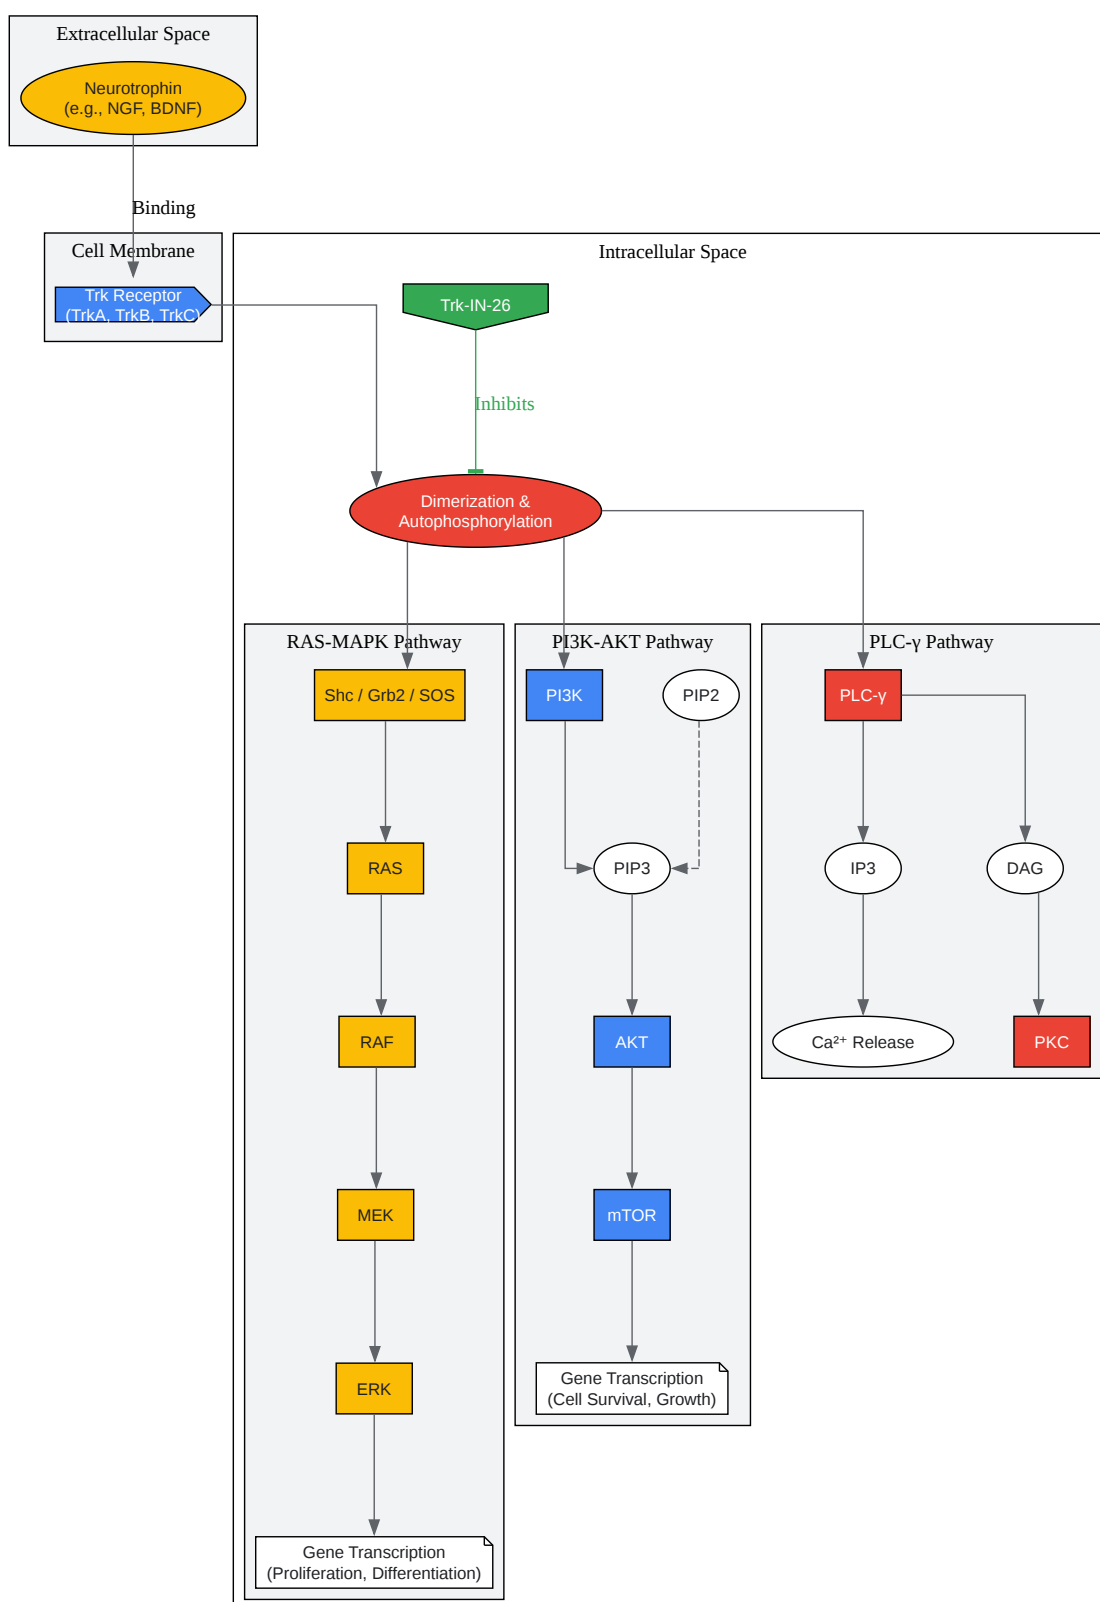 Extracellular Space
Neurotrophin
(e.g., NGF, BDNF)
Binding
Cell Membrane
Trk Receptor
(TrkA, TrkB, TrkC)
Intracellular Space
Trk-IN-26
Inhibits
Dimerization &
Autophosphorylation
RAS-MAPK Pathway
Shc / Grb2 / SOS
RAS
RAF
MEK
ERK
Gene Transcription
(Proliferation, Differentiation)
PI3K-AKT Pathway
PI3K
PIP2
PIP3
AKT
mTOR
Gene Transcription
(Cell Survival, Growth)
PLC-γ Pathway
PLC-γ
IP3
DAG
Ca²⁺ Release
PKC